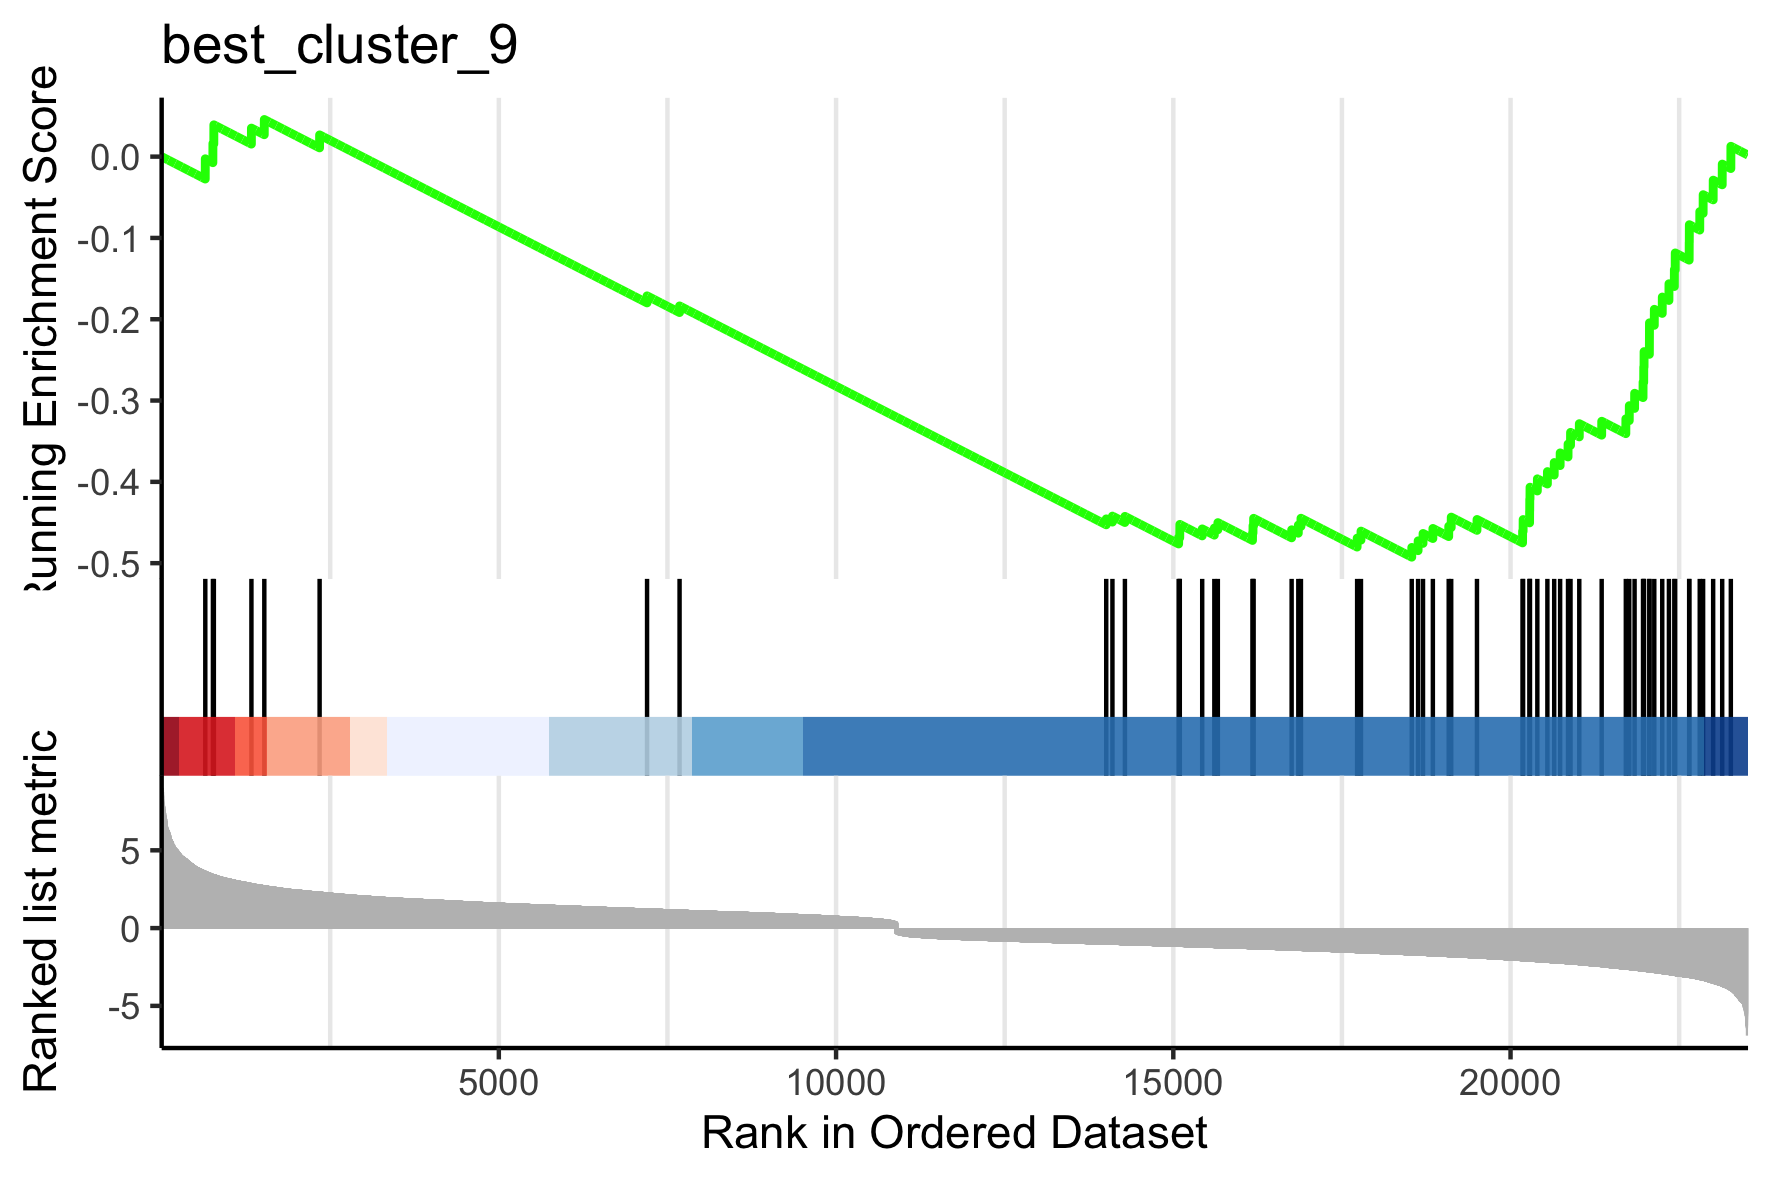 best_cluster_9
Running Enrichment Score
0.0
-0.1
-0.2
-0.3
-0.4
-0.5
Ranked list metric
5
0
-5
5000 10000 15000 20000
Rank in Ordered Dataset